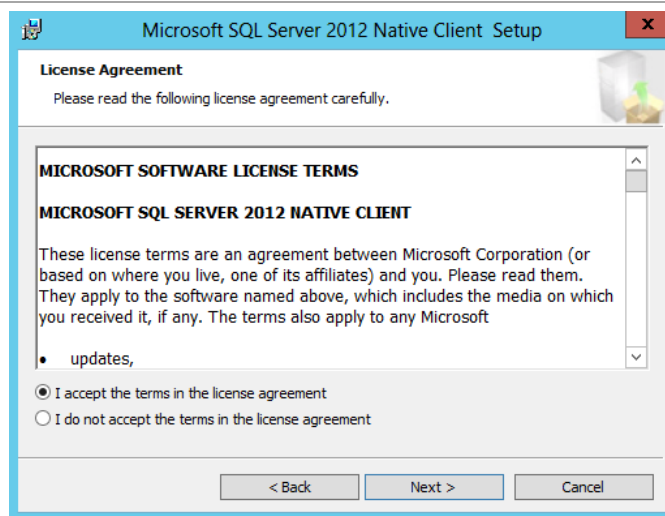 Microsoft SQL Server 2012 Native Client  Setup
x
License Agreement
Please read the following license agreement carefully.
MICROSOFT SOFTWARE LICENSE TERMS
MICROSOFT SQL SERVER 2012 NATIVE CLIENT
These license terms are an agreement between Microsoft Corporation (or
based on where you live, one of its affiliates) and you. Please read them.
They apply to the software named above, which includes the media on which
you received it, if any. The terms also apply to any Microsoft
• updates,
I accept the terms in the license agreement
I do not accept the terms in the license agreement
< Back Next > Cancel